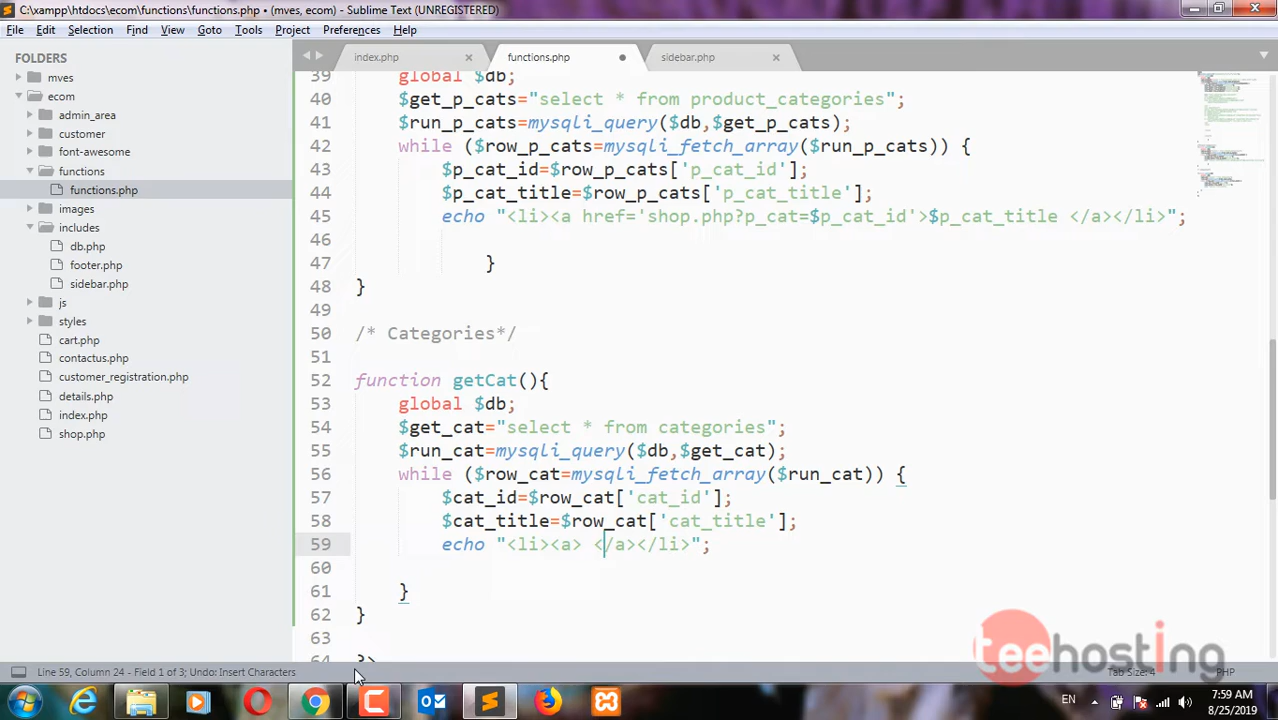 C:\xampp\htdocs\ecom\functions\functions.php • (mves, ecom) - Sublime Text (UNREGISTERED)
File Edit Selection Find View Goto Tools Project Preferences Help
FOLDERS
mves
ecom
admin_area
customer
font-awesome
functions
functions.php
images
includes
db.php
footer.php
sidebar.php
js
styles
cart.php
contactus.php
customer_registration.php
details.php
index.php
shop.php
index.php × functions.php • sidebar.php ×
39 global $db;
40 $get_p_cats="select * from product_categories";
41 $run_p_cats=mysqli_query($db,$get_p_cats);
42 while ($row_p_cats=mysqli_fetch_array($run_p_cats)) {
43 $p_cat_id=$row_p_cats['p_cat_id'];
44 $p_cat_title=$row_p_cats['p_cat_title'];
45 echo "<li><a href='shop.php?p_cat=$p_cat_id'>$p_cat_title </a></li>";
46
47 }
48 }
49
50 /* Categories*/
51
52 function getCat(){
53 global $db;
54 $get_cat="select * from categories";
55 $run_cat=mysqli_query($db,$get_cat);
56 while ($row_cat=mysqli_fetch_array($run_cat)) {
57 $cat_id=$row_cat['cat_id'];
58 $cat_title=$row_cat['cat_title'];
59 echo "<li><a> </a></li>";
60
61 }
62 }
63
64 ?>
teehosting
Line 59, Column 24 - Field 1 of 3; Undo: Insert Characters
Tab Size: 4
PHP
EN
7:59 AM
8/25/2019